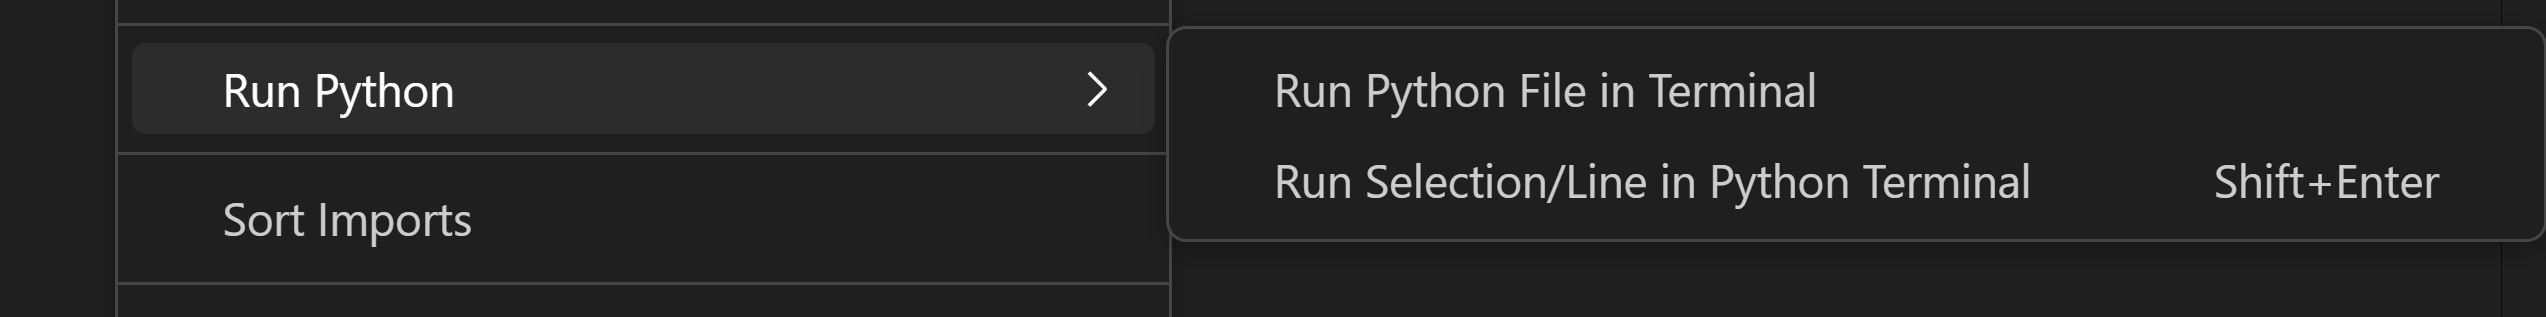 Run Python
Run Python File in Terminal
Run Selection/Line in Python Terminal Shift+Enter
Sort Imports